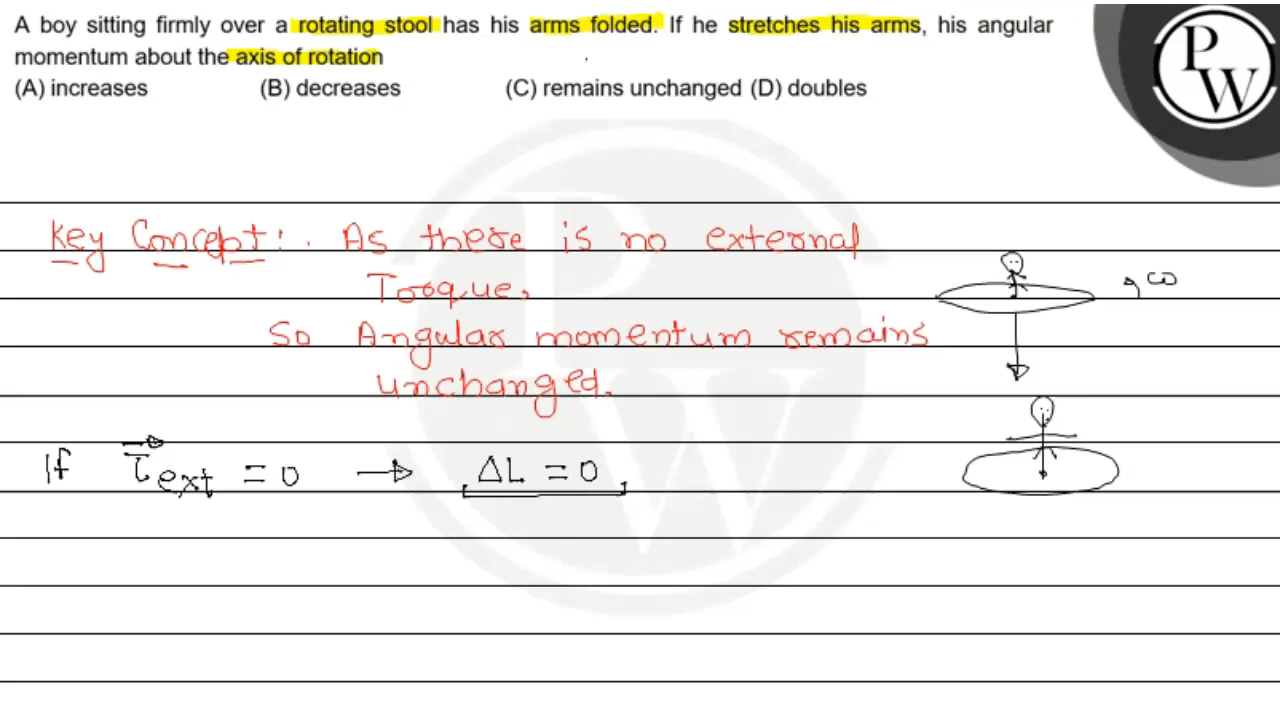 A boy sitting firmly over a rotating stool has his arms folded. If he stretches his arms, his angular
momentum about the axis of rotation
(A) increases (B) decreases (C) remains unchanged (D) doubles
P
W
Key Concept:. As there is no external
Torque,
So Angular momentum remains
unchanged.
ω
If τext = 0 → ΔL = 0